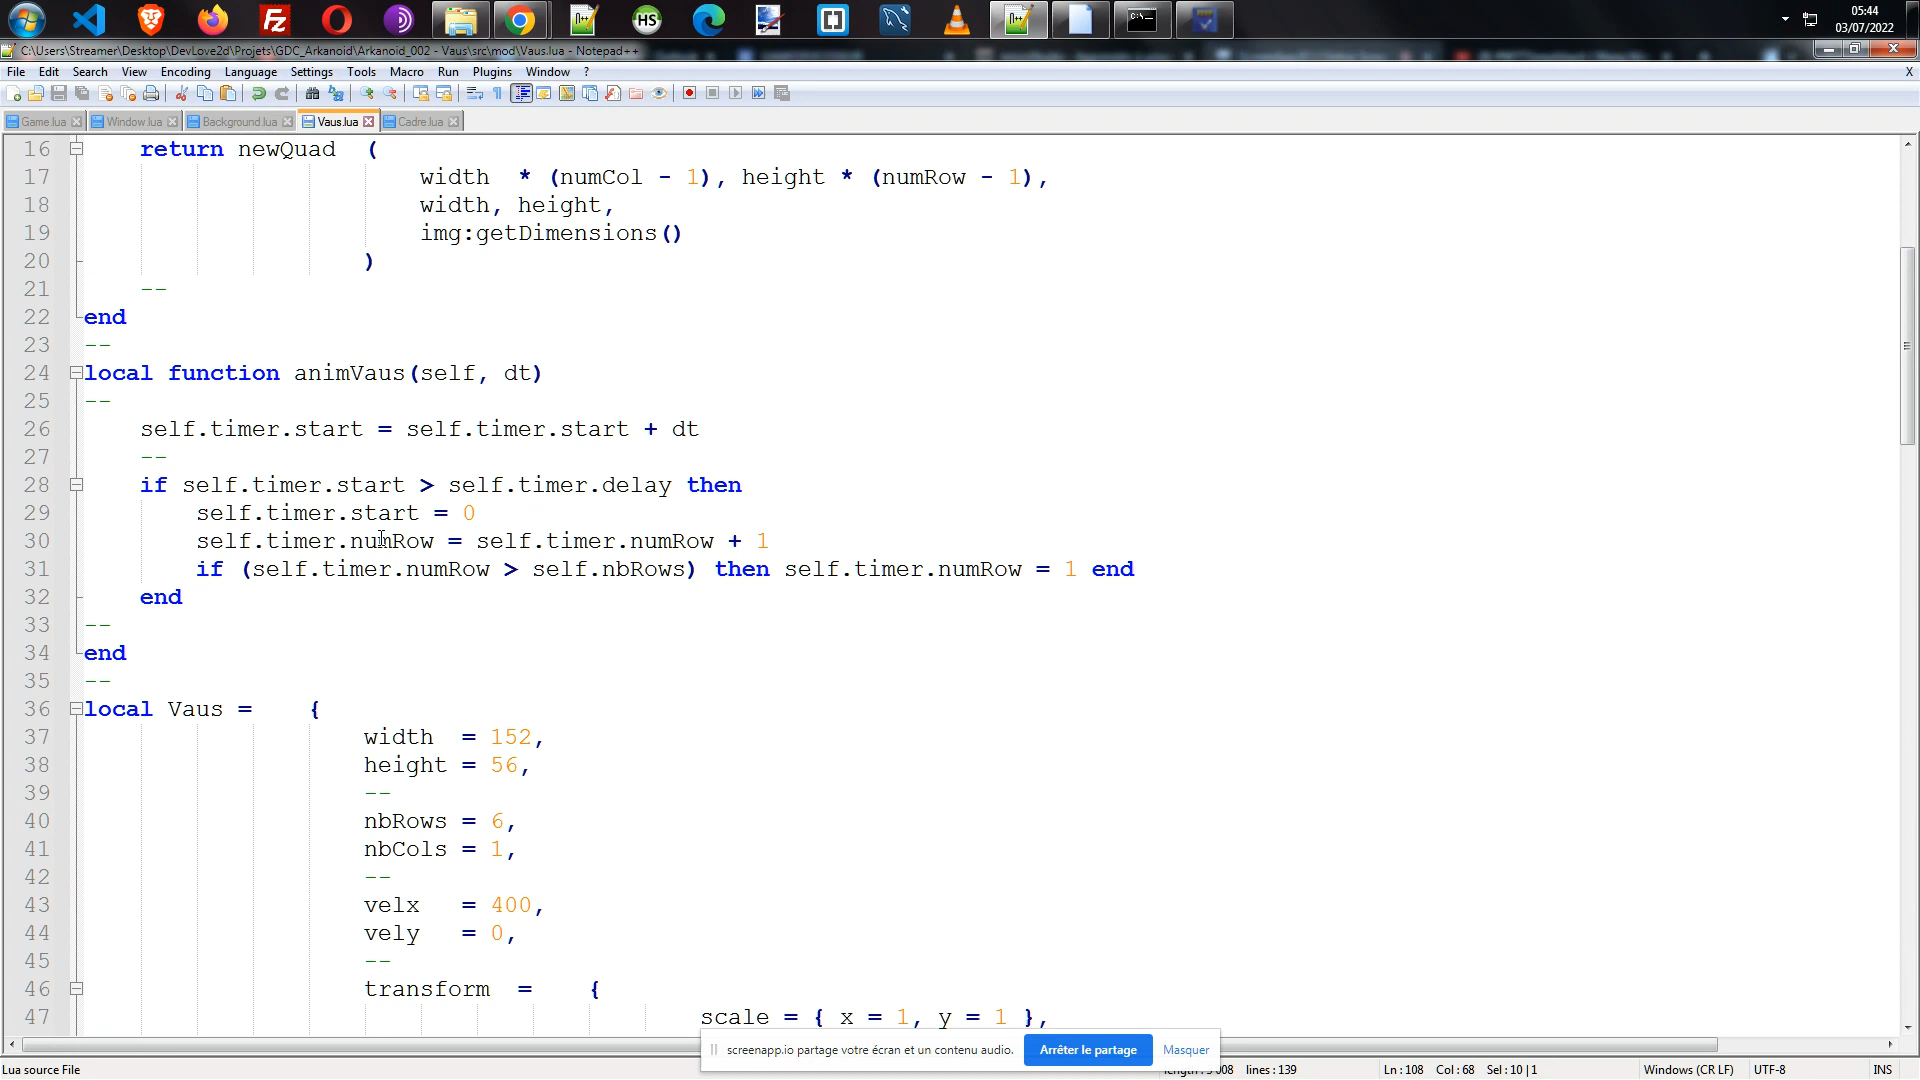 05:44
03/07/2022
C:\Users\Streamer\Desktop\DevLove2d\Projets\GDC_Arkanoid\Arkanoid_002 - Vaus\src\mod\Vaus.lua - Notepad++
File Edit Search View Encoding Language Settings Tools Macro Run Plugins Window ? X
Game.lua Window.lua Background.lua Vaus.lua Cadre.lua
16 return newQuad (
17 width * (numCol - 1), height * (numRow - 1),
18 width, height,
19 img:getDimensions()
20 )
21 --
22 end
23 --
24 local function animVaus(self, dt)
25 --
26 self.timer.start = self.timer.start + dt
27 --
28 if self.timer.start > self.timer.delay then
29 self.timer.start = 0
30 self.timer.numRow = self.timer.numRow + 1
31 if (self.timer.numRow > self.nbRows) then self.timer.numRow = 1 end
32 end
33 --
34 end
35 --
36 local Vaus = {
37 width = 152,
38 height = 56,
39 --
40 nbRows = 6,
41 nbCols = 1,
42 --
43 velx = 400,
44 vely = 0,
45 --
46 transform = {
47 scale = { x = 1, y = 1 },
screenapp.io partage votre écran et un contenu audio. Arrêter le partage Masquer
Lua source File lines : 139 Ln : 108 Col : 68 Sel : 10 | 1 Windows (CR LF) UTF-8 INS